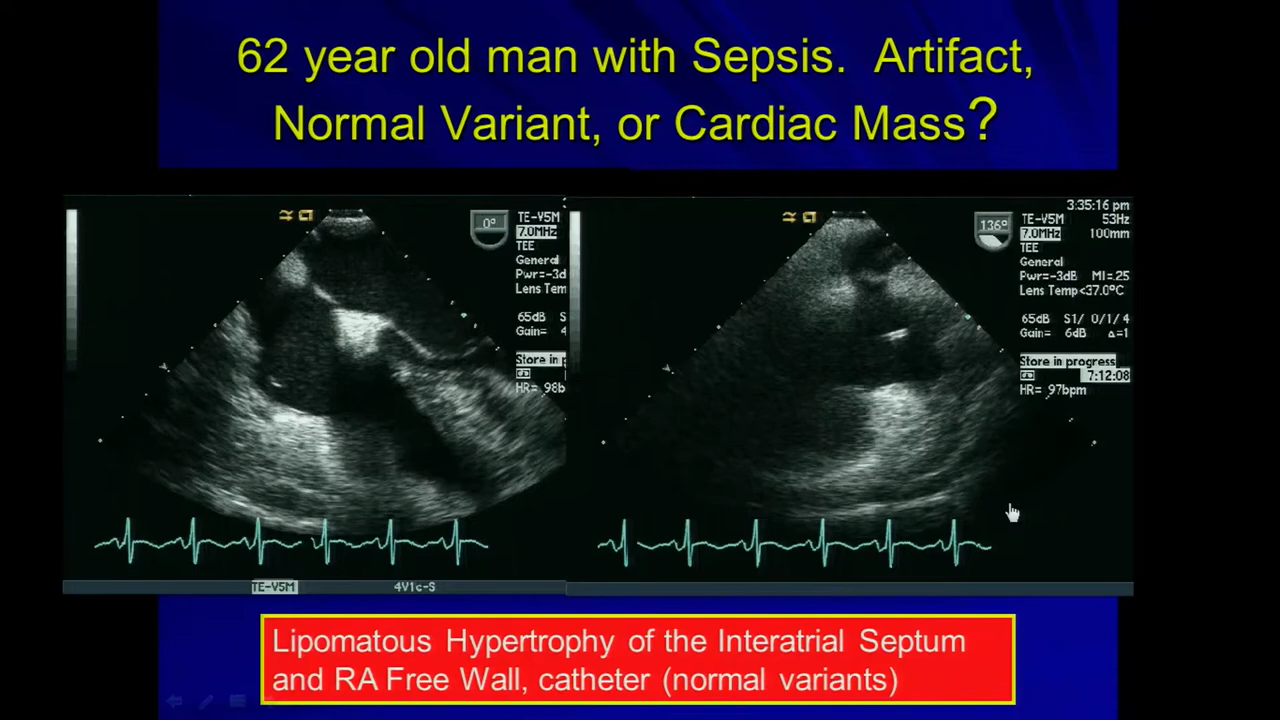 62 year old man with Sepsis. Artifact,
Normal Variant, or Cardiac Mass?
0°
TE-V5M
7.0MHz
TEE
General
Pwr=-3d
Lens Tem
65dB S
Gain= 4
Store in p
HR= 98b
TE-V5M 4V1c-S
3:35:16 pm
136°
TE-V5M 53Hz
7.0MHz 100mm
TEE
General
Pwr=-3dB MI=.25
Lens Temp<37.0°C
65dB S1/ 0/1/4
Gain= 6dB Δ=1
Store in progress
7:12:08
HR= 97bpm
Lipomatous Hypertrophy of the Interatrial Septum
and RA Free Wall, catheter (normal variants)